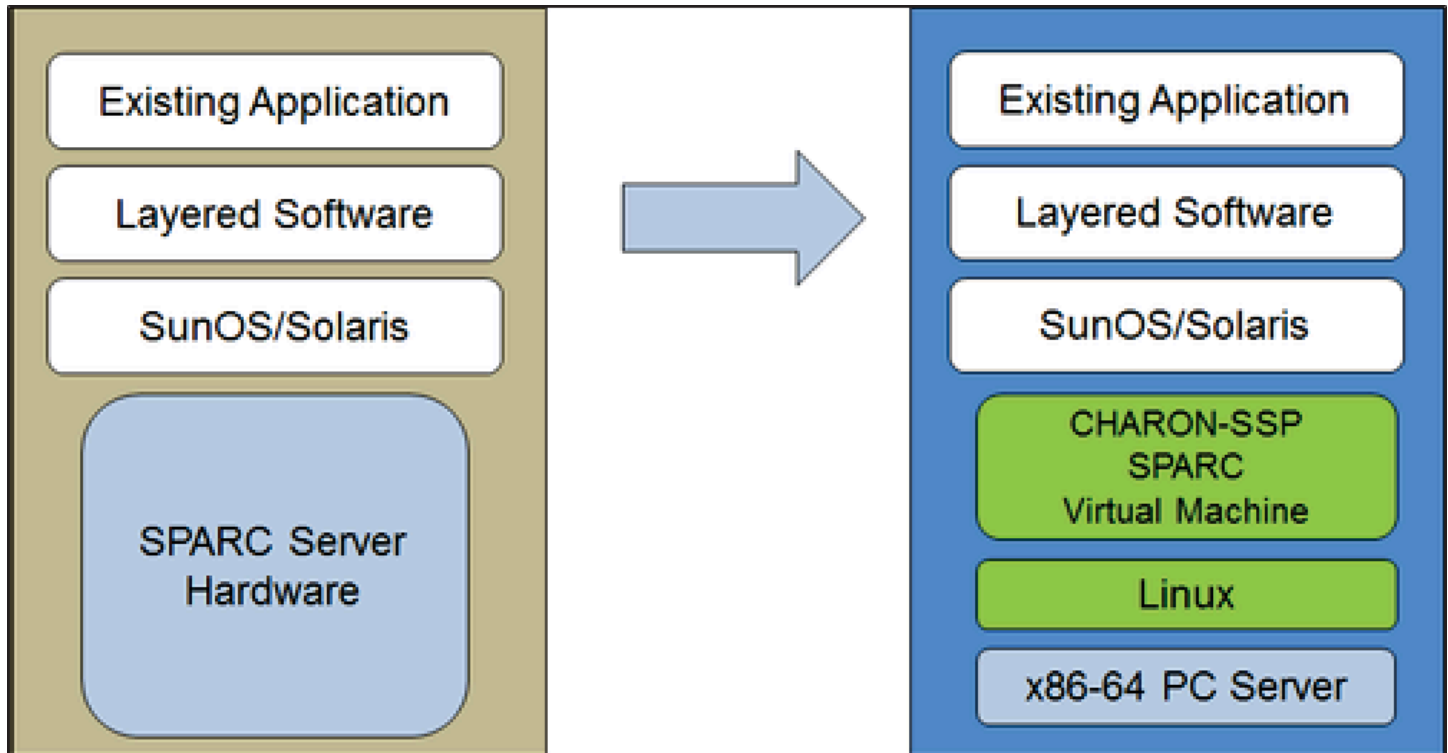 Existing Application
Layered Software
SunOS/Solaris
SPARC Server
Hardware
Existing Application
Layered Software
SunOS/Solaris
CHARON-SSP
SPARC
Virtual Machine
Linux
x86-64 PC Server